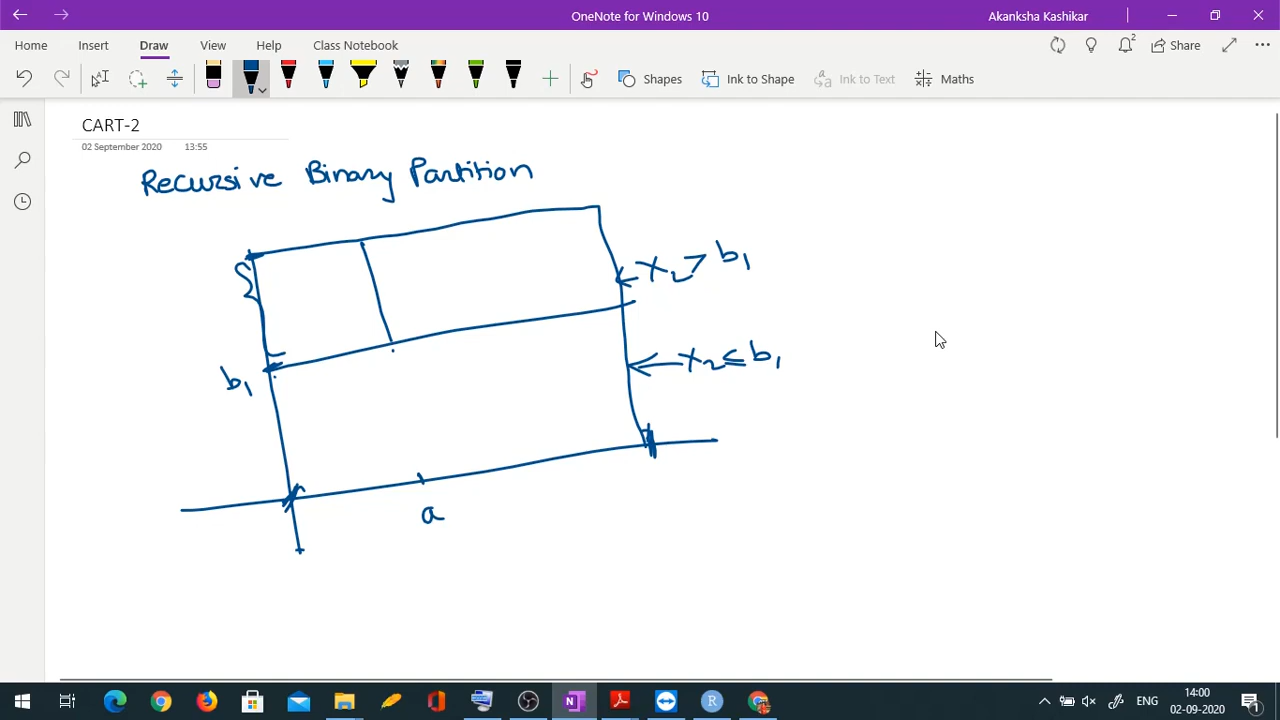 OneNote for Windows 10
Akanksha Kashikar
Home Insert Draw View Help Class Notebook
Share
Shapes Ink to Shape Ink to Text Maths
CART-2
02 September 2020 13:55
Recursive Binary Partition
x₂ > b₁
b₁
x₂ ≤ b₁
a
ENG
14:00
02-09-2020